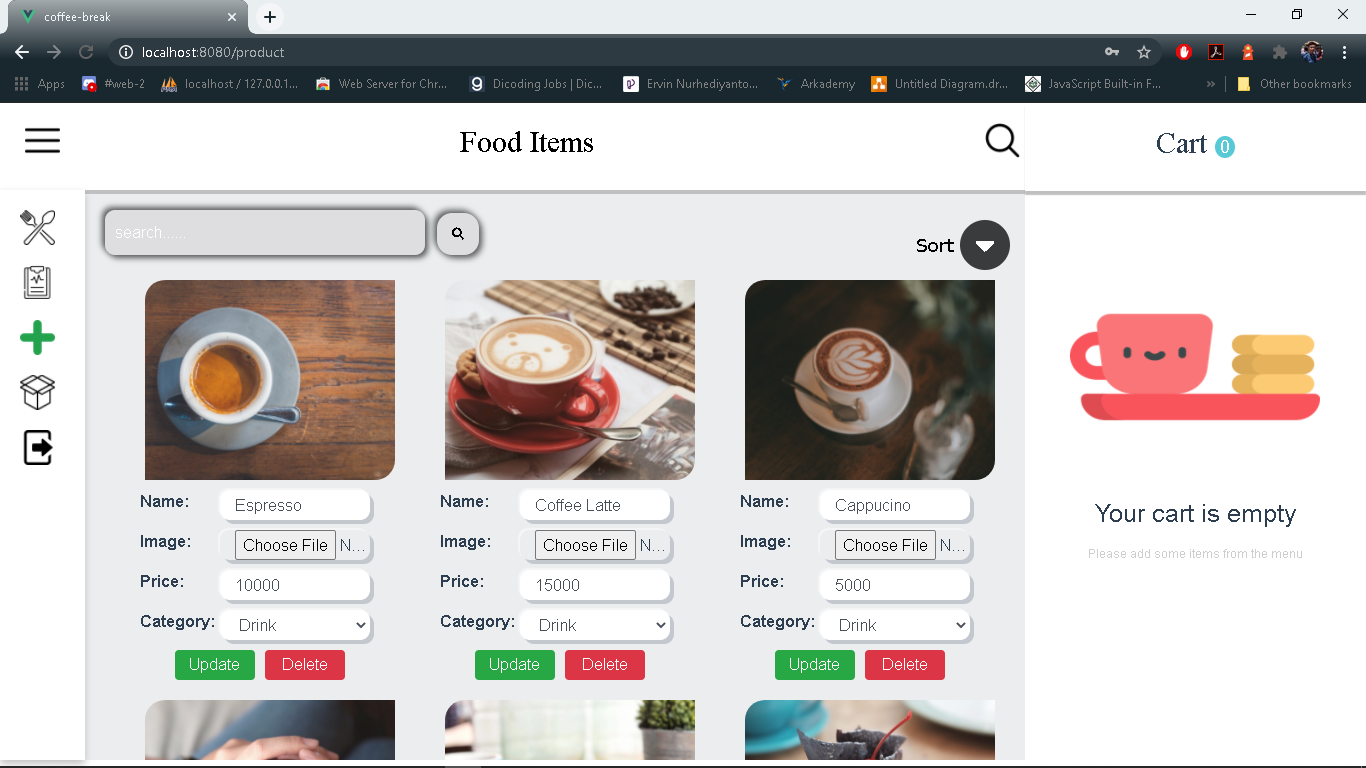 coffee-break
localhost:8080/product
Apps
#web-2
localhost / 127.0.0.1...
Web Server for Chr...
Dicoding Jobs | Dic...
Ervin Nurhediyanto...
Arkademy
Untitled Diagram.dr...
JavaScript Built-in F...
»
Other bookmarks
Food Items
Cart 0
search......
Sort
Name: Espresso
Image: Choose File N...
Price: 10000
Category: Drink
Update Delete
Name: Coffee Latte
Image: Choose File N...
Price: 15000
Category: Drink
Update Delete
Name: Cappucino
Image: Choose File N...
Price: 5000
Category: Drink
Update Delete
Your cart is empty
Please add some items from the menu